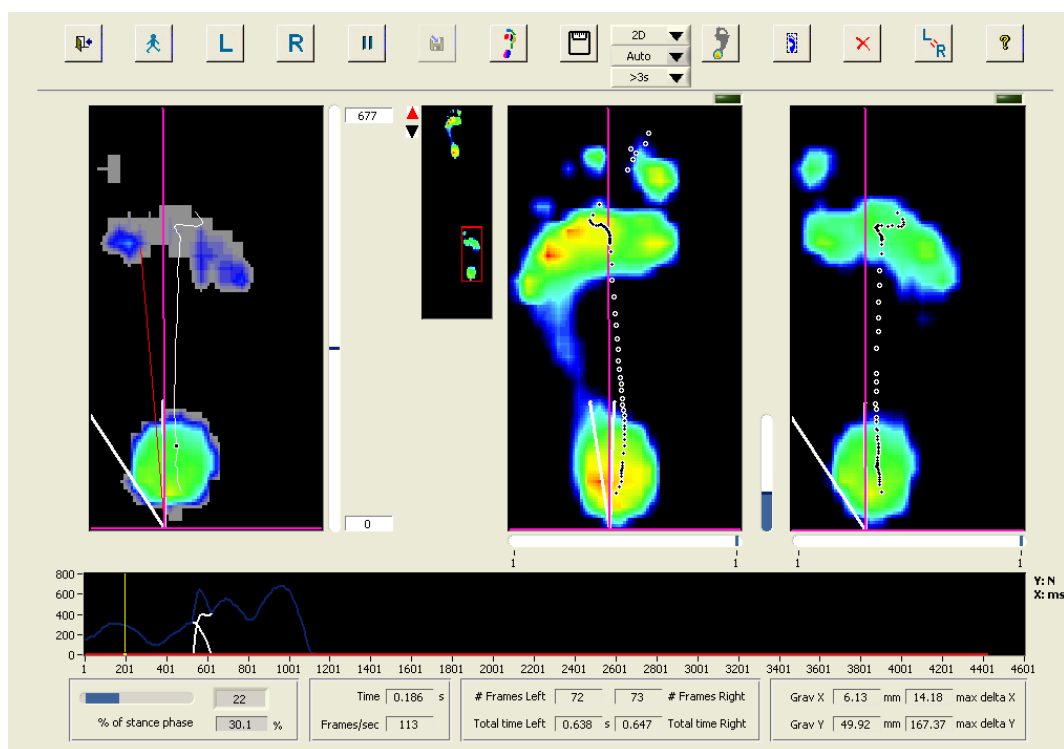 L R 2D
Auto
>3s
L R ?
677
0
1 1 1 1
800
600
400
200
0
Y: N
X: ms
1 201 401 601 801 1001 1201 1401 1601 1801 2001 2201 2401 2601 2801 3001 3201 3401 3601 3801 4001 4201 4401 4601
22
% of stance phase 30.1 %
Time 0.186 s
Frames/sec 113
# Frames Left 72 73 # Frames Right
Total time Left 0.638 s 0.647 Total time Right
Grav X 6.13 mm 14.18 max delta X
Grav Y 49.92 mm 167.37 max delta Y